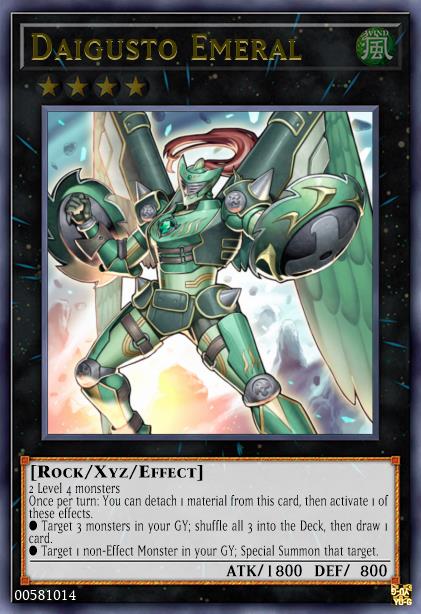 Daigusto Emeral
WIND
風
[Rock/Xyz/Effect]
2 Level 4 monsters
Once per turn: You can detach 1 material from this card, then activate 1 of
these effects.
● Target 3 monsters in your GY; shuffle all 3 into the Deck, then draw 1
card.
● Target 1 non-Effect Monster in your GY; Special Summon that target.
ATK/1800 DEF/ 800
00581014